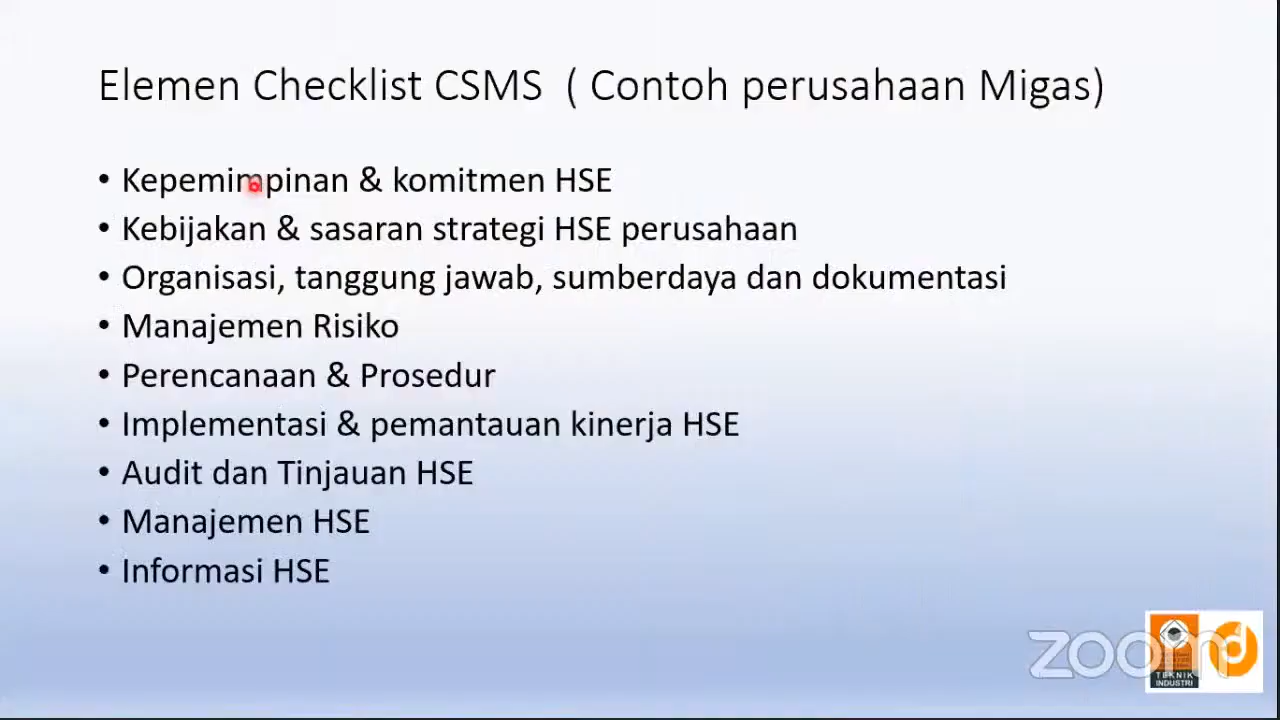 Elemen Checklist CSMS ( Contoh perusahaan Migas)
• Kepemimpinan & komitmen HSE
• Kebijakan & sasaran strategi HSE perusahaan
• Organisasi, tanggung jawab, sumberdaya dan dokumentasi
• Manajemen Risiko
• Perencanaan & Prosedur
• Implementasi & pemantauan kinerja HSE
• Audit dan Tinjauan HSE
• Manajemen HSE
• Informasi HSE
zoom
TEKNIK
INDUSTRI